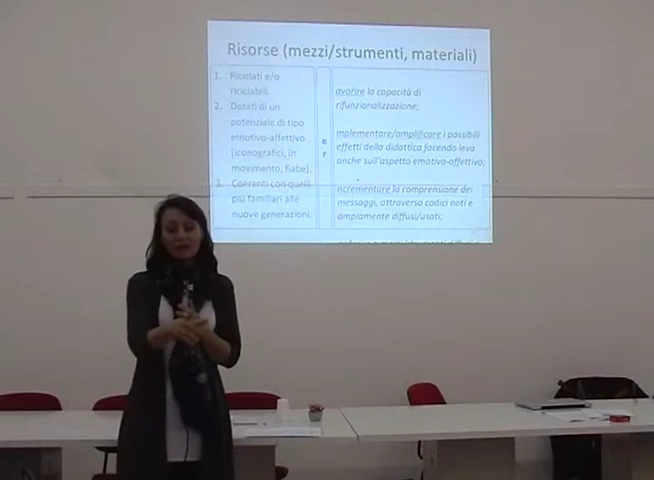 Risorse (mezzi/strumenti, materiali)
1. Riciclati e/o
riciclabili.
2. Dotati di un
potenziale di tipo
emotivo-affettivo
(iconografici, in
movimento, fiabe).
3. Coerenti con quelli
più familiari alle
nuove generazioni.
e
r
avorire la capacità di
rifunzionalizzazione;
mplementare/amplificare i possibili
effetti della didattica facendo leva
anche sull'aspetto emotivo-affettivo;
ncrementare la comprensione dei
messaggi, attraverso codici noti e
ampiamente diffusi/usati;